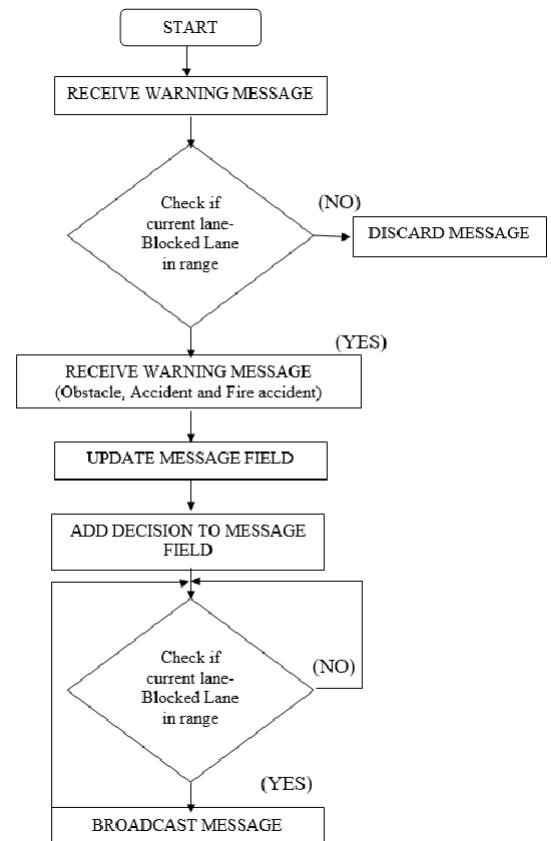 START
RECEIVE WARNING MESSAGE
Check if
current lane-
Blocked Lane
in range
(NO)
DISCARD MESSAGE
(YES)
RECEIVE WARNING MESSAGE
(Obstacle, Accident and Fire accident)
UPDATE MESSAGE FIELD
ADD DECISION TO MESSAGE
FIELD
Check if
current lane-
Blocked Lane
in range
(NO)
(YES)
BROADCAST MESSAGE